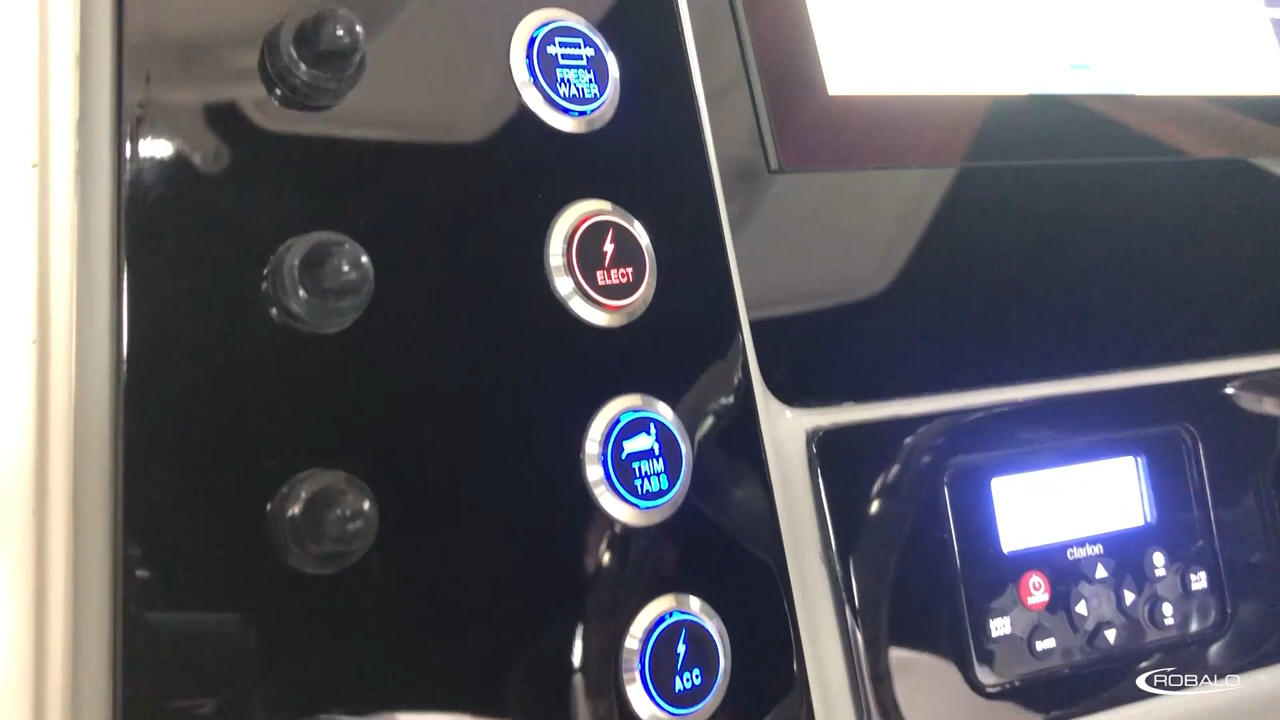 FRESH
WATER
ELECT
TRIM
TABS
ACC
clarion
ROBALO